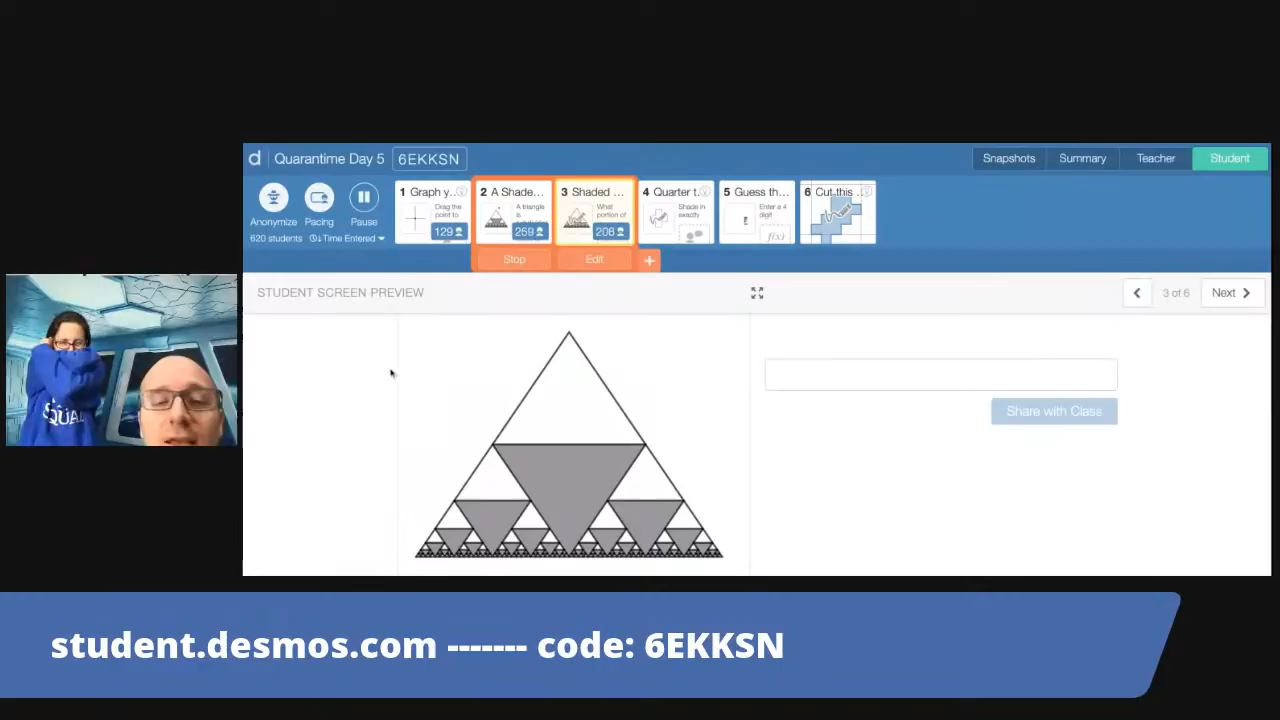 Quarantime Day 5 6EKKSN
Snapshots Summary Teacher Student
Anonymize Pacing Pause
620 students Time Entered
1 Graph y...
Drag the
point to
129
2 A Shade...
A triangle
is
269
3 Shaded ...
What
portion of
208
4 Quarter t...
Shade in
exactly
5 Guess th...
Enter a 4
digit
f(x)
6 Cut this ...
Stop Edit +
STUDENT SCREEN PREVIEW
3 of 6 Next
Share with Class
SQUA
student.desmos.com ------- code: 6EKKSN